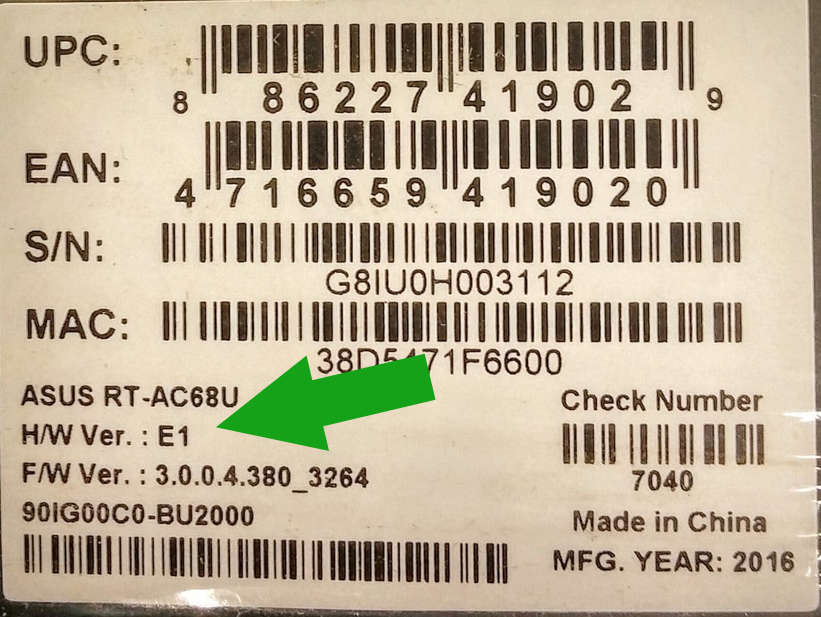 UPC:
8 86227 41902 9
EAN:
4 716659 419020
S/N:
G8IU0H003112
MAC:
38D5471F6600
ASUS RT-AC68U
H/W Ver. : E1
F/W Ver. : 3.0.0.4.380_3264
90IG00C0-BU2000
Check Number
7040
Made in China
MFG. YEAR: 2016